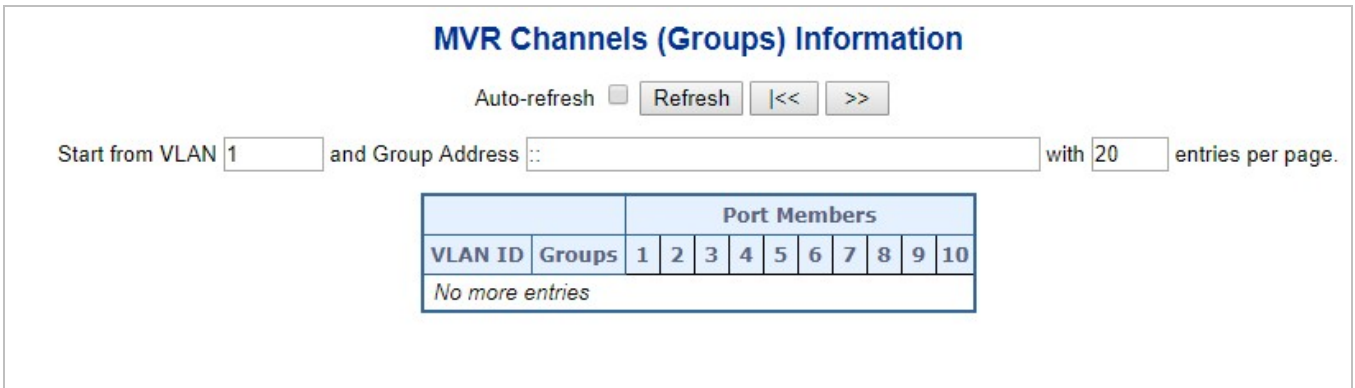 MVR Channels (Groups) Information
Auto-refresh Refresh |<< >>
Start from VLAN 1 and Group Address :: with 20 entries per page.
Port Members
VLAN ID Groups 1 2 3 4 5 6 7 8 9 10
No more entries